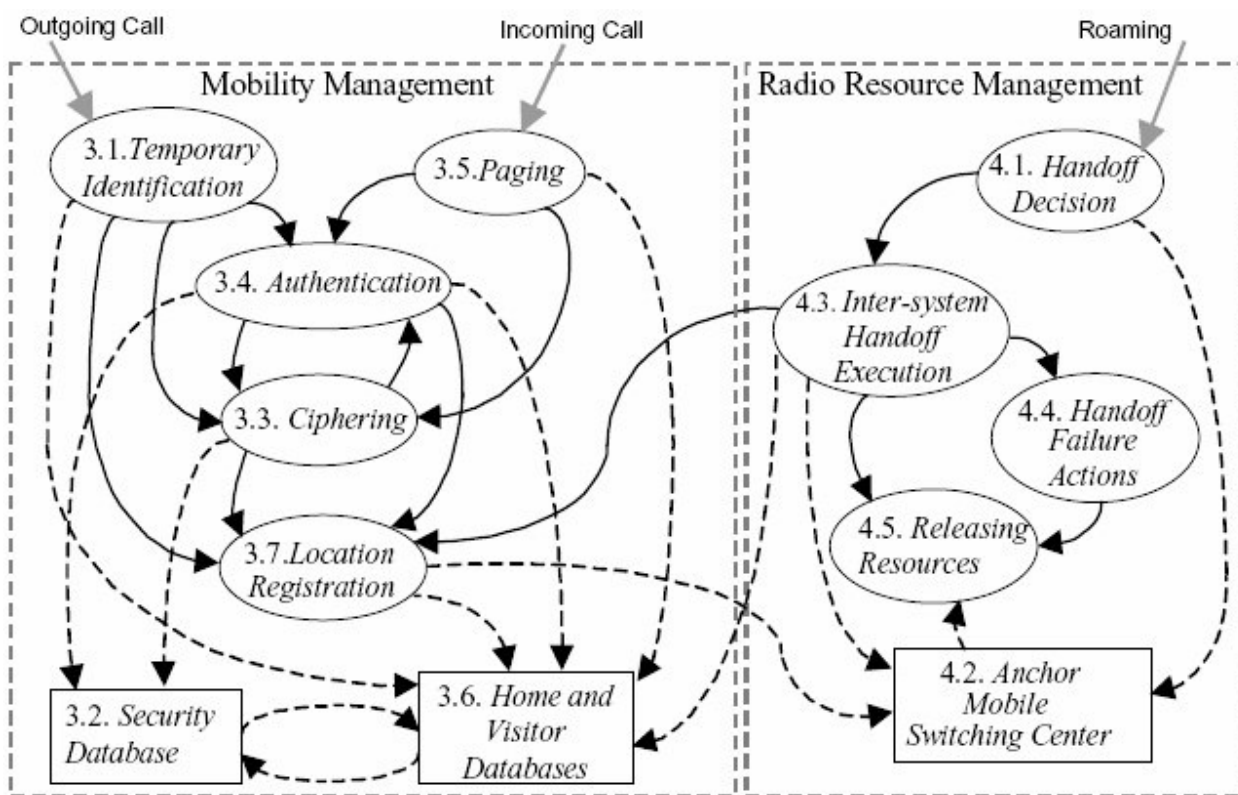 Outgoing Call
Incoming Call
Roaming
Mobility Management
Radio Resource Management
3.1.Temporary
Identification
3.5.Paging
4.1. Handoff
Decision
3.4. Authentication
4.3. Inter-system
Handoff
Execution
3.3. Ciphering
4.4. Handoff
Failure
Actions
3.7.Location
Registration
4.5. Releasing
Resources
3.2. Security
Database
3.6. Home and
Visitor
Databases
4.2. Anchor
Mobile
Switching Center